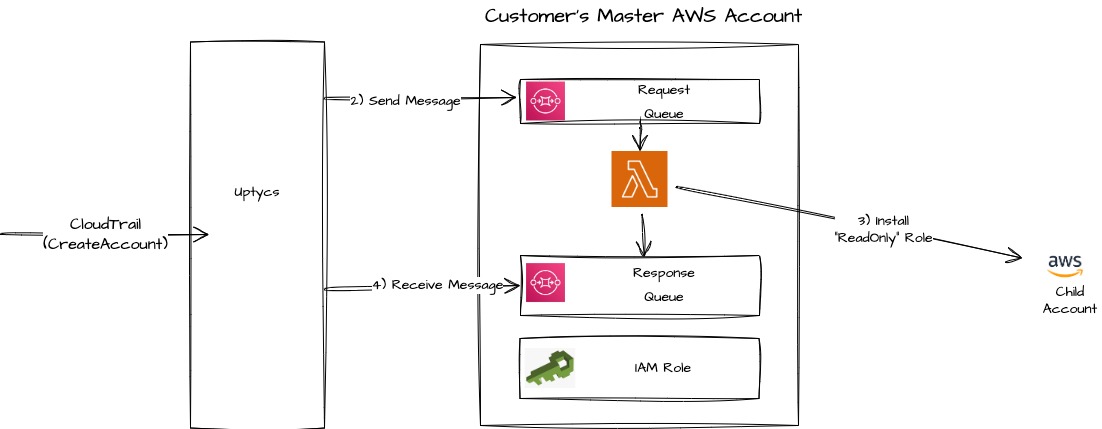 Customer's Master AWS Account
Request
Queue
2) Send Message
Uptycs
CloudTrail
(CreateAccount)
3) Install
"ReadOnly" Role
aws
Child
Account
Response
Queue
4) Receive Message
IAM Role